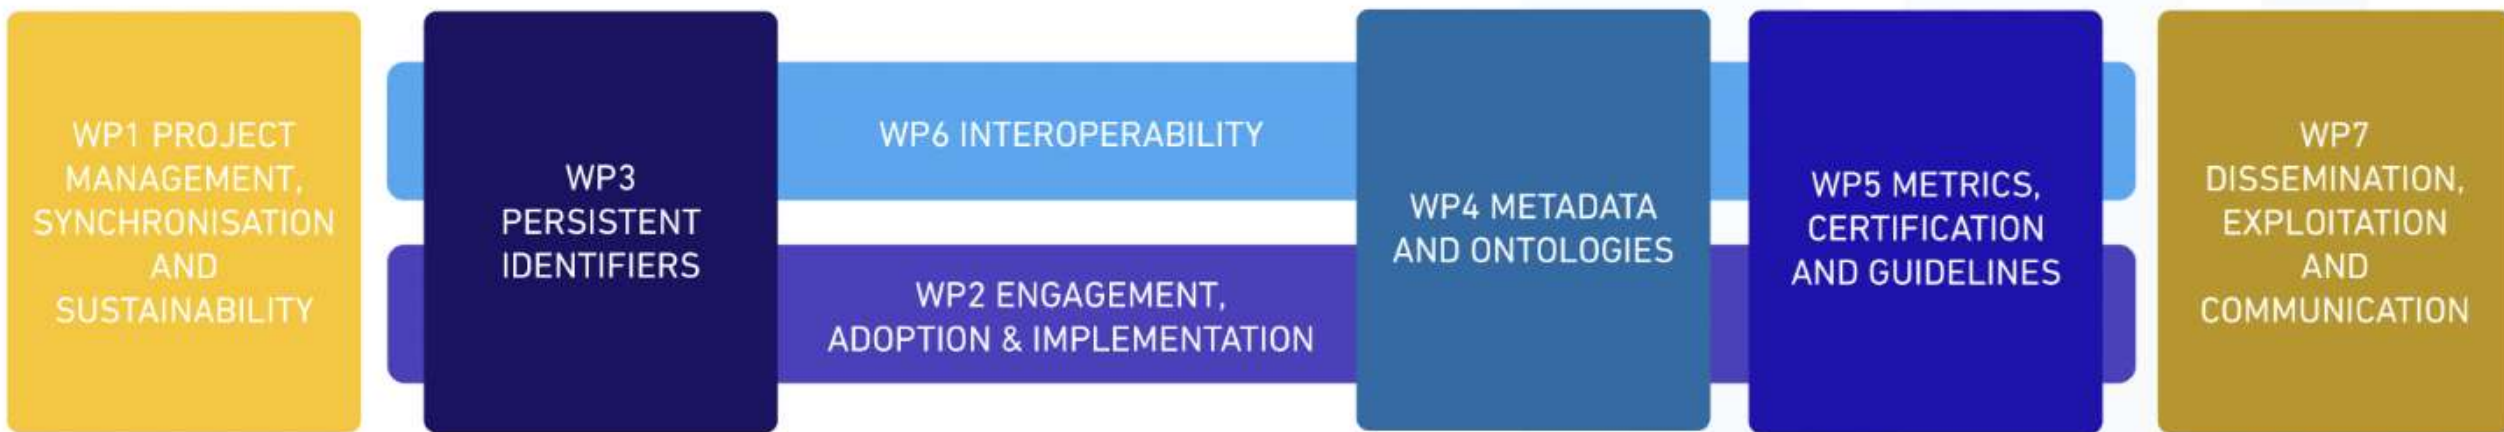 WP1 PROJECT
MANAGEMENT,
SYNCHRONISATION
AND
SUSTAINABILITY
WP3
PERSISTENT
IDENTIFIERS
WP6 INTEROPERABILITY
WP2 ENGAGEMENT,
ADOPTION & IMPLEMENTATION
WP4 METADATA
AND ONTOLOGIES
WP5 METRICS,
CERTIFICATION
AND GUIDELINES
WP7
DISSEMINATION,
EXPLOITATION
AND
COMMUNICATION